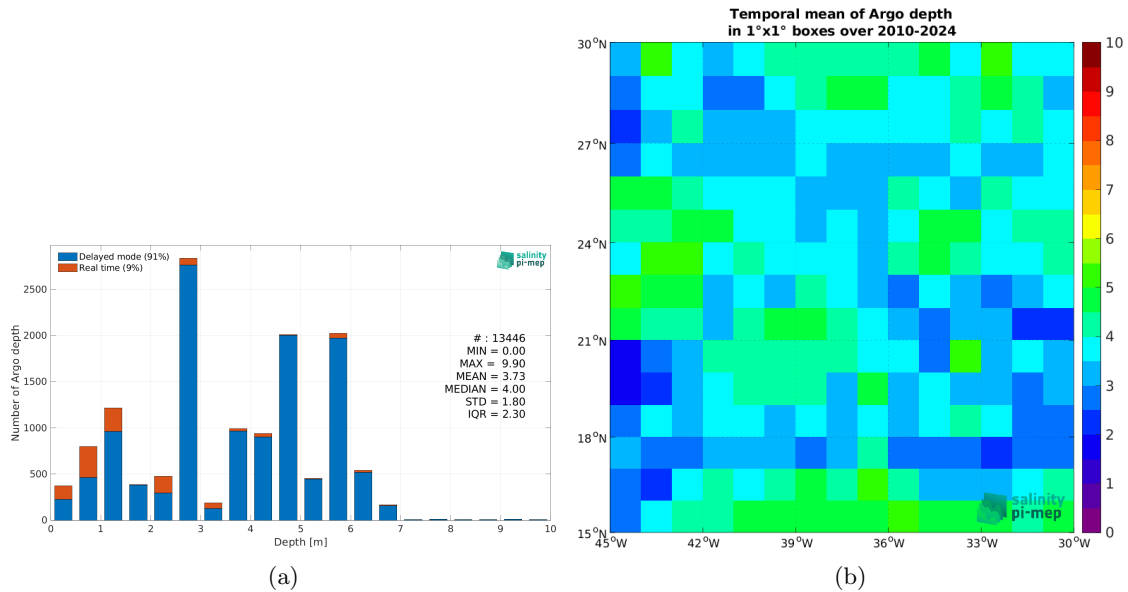 Delayed mode (91%)
Real time (9%)
salinity
pi-mep
# : 13446
MIN = 0.00
MAX = 9.90
MEAN = 3.73
MEDIAN = 4.00
STD = 1.80
IQR = 2.30
Number of Argo depth
2500
2000
1500
1000
500
0
0 1 2 3 4 5 6 7 8 9 10
Depth [m]
(a)
Temporal mean of Argo depth
in 1°x1° boxes over 2010-2024
30°N
27°N
24°N
21°N
18°N
15°N
45°W 42°W 39°W 36°W 33°W 30°W
salinity
pi-mep
10
9
8
7
6
5
4
3
2
1
0
(b)